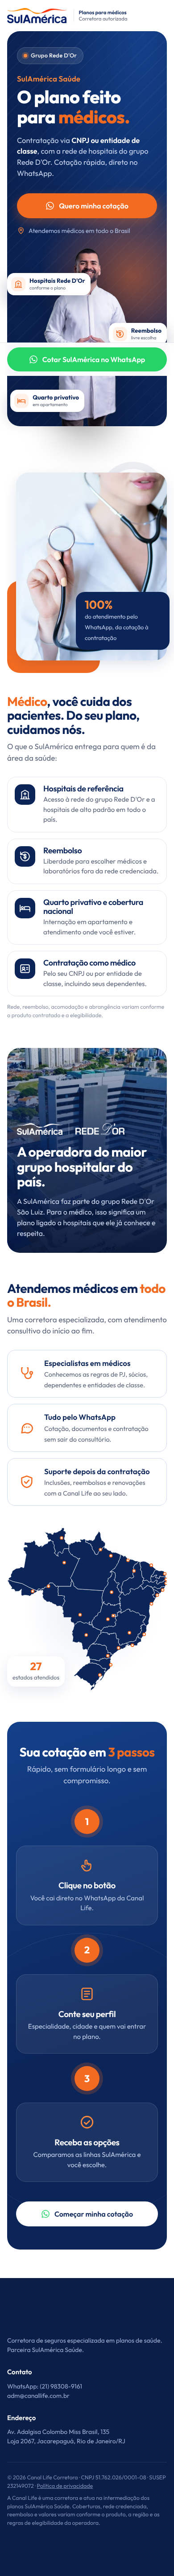 SulAmérica
Planos para médicos
Corretora autorizada
Grupo Rede D'Or
SulAmérica Saúde
O plano feito
para médicos.
Contratação via CNPJ ou entidade de
classe, com a rede de hospitais do grupo
Rede D'Or. Cotação rápida, direto no
WhatsApp.
Quero minha cotação
Atendemos médicos em todo o Brasil
Hospitais Rede D'Or
conforme o plano
Reembolso
livre escolha
Cotar SulAmérica no WhatsApp
Quarto privativo
em apartamento
100%
do atendimento pelo
WhatsApp, da cotação à
contratação
Médico, você cuida dos
pacientes. Do seu plano,
cuidamos nós.
O que o SulAmérica entrega para quem é da
área da saúde:
Hospitais de referência
Acesso à rede do grupo Rede D'Or e a
hospitais de alto padrão em todo o
país.
Reembolso
Liberdade para escolher médicos e
laboratórios fora da rede credenciada.
Quarto privativo e cobertura
nacional
Internação em apartamento e
atendimento onde você estiver.
Contratação como médico
Pelo seu CNPJ ou por entidade de
classe, incluindo seus dependentes.
Rede, reembolso, acomodação e abrangência variam conforme
o produto contratado e a elegibilidade.
SulAmérica
REDE D'OR
A operadora do maior
grupo hospitalar do
país.
A SulAmérica faz parte do grupo Rede D'Or
São Luiz. Para o médico, isso significa um
plano ligado a hospitais que ele já conhece e
respeita.
Atendemos médicos em todo
o Brasil.
Uma corretora especializada, com atendimento
consultivo do início ao fim.
Especialistas em médicos
Conhecemos as regras de PJ, sócios,
dependentes e entidades de classe.
Tudo pelo WhatsApp
Cotação, documentos e contratação
sem sair do consultório.
Suporte depois da contratação
Inclusões, reembolsos e renovações
com a Canal Life ao seu lado.
27
estados atendidos
Sua cotação em 3 passos
Rápido, sem formulário longo e sem
compromisso.
1
Clique no botão
Você cai direto no WhatsApp da Canal
Life.
2
Conte seu perfil
Especialidade, cidade e quem vai entrar
no plano.
3
Receba as opções
Comparamos as linhas SulAmérica e
você escolhe.
Começar minha cotação
Corretora de seguros especializada em planos de saúde.
Parceira SulAmérica Saúde.
Contato
WhatsApp: (21) 98308-9161
adm@canallife.com.br
Endereço
Av. Adalgisa Colombo Miss Brasil, 135
Loja 2067, Jacarepaguá, Rio de Janeiro/RJ
© 2026 Canal Life Corretora · CNPJ 51.762.026/0001-08 · SUSEP
232149072 · Política de privacidade
A Canal Life é uma corretora e atua na intermediação dos
planos SulAmérica Saúde. Coberturas, rede credenciada,
reembolso e valores variam conforme o produto, a região e as
regras de elegibilidade da operadora.